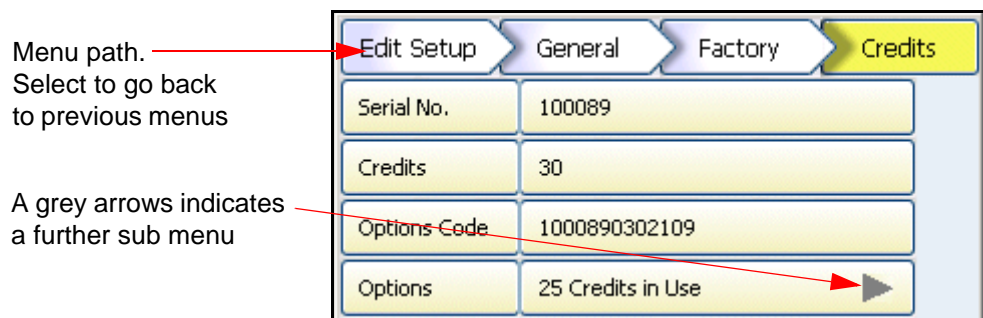 Menu path.
Select to go back
to previous menus
A grey arrows indicates
a further sub menu
Edit Setup General Factory Credits
Serial No. 100089
Credits 30
Options Code 1000890302109
Options 25 Credits in Use